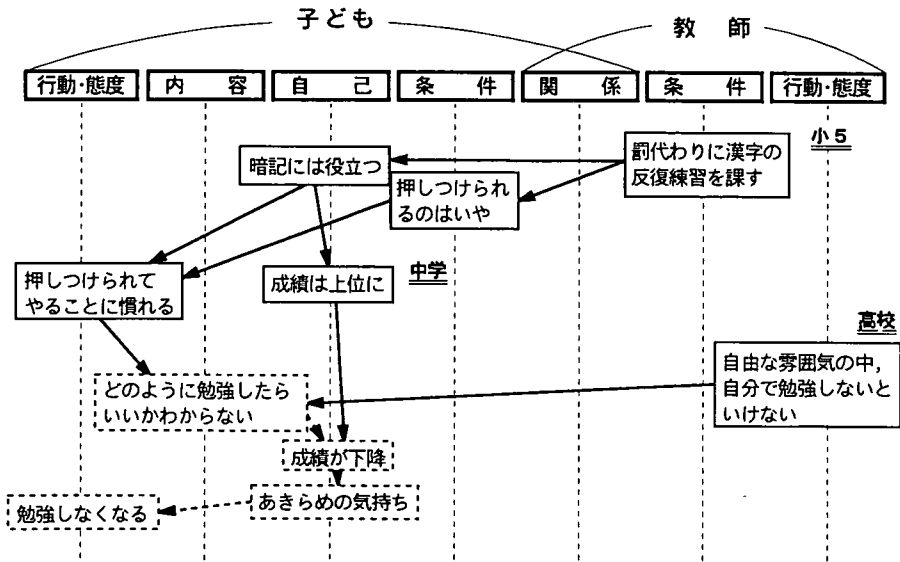 子ども
教師
行動・態度
内容
自己
条件
関係
条件
行動・態度
小5
罰代わりに漢字の
反復練習を課す
暗記には役立つ
押しつけられ
るのはいや
中学
押しつけられて
やることに慣れる
成績は上位に
高校
自由な雰囲気の中，
自分で勉強しないと
いけない
どのように勉強したら
いいかわからない
成績が下降
あきらめの気持ち
勉強しなくなる